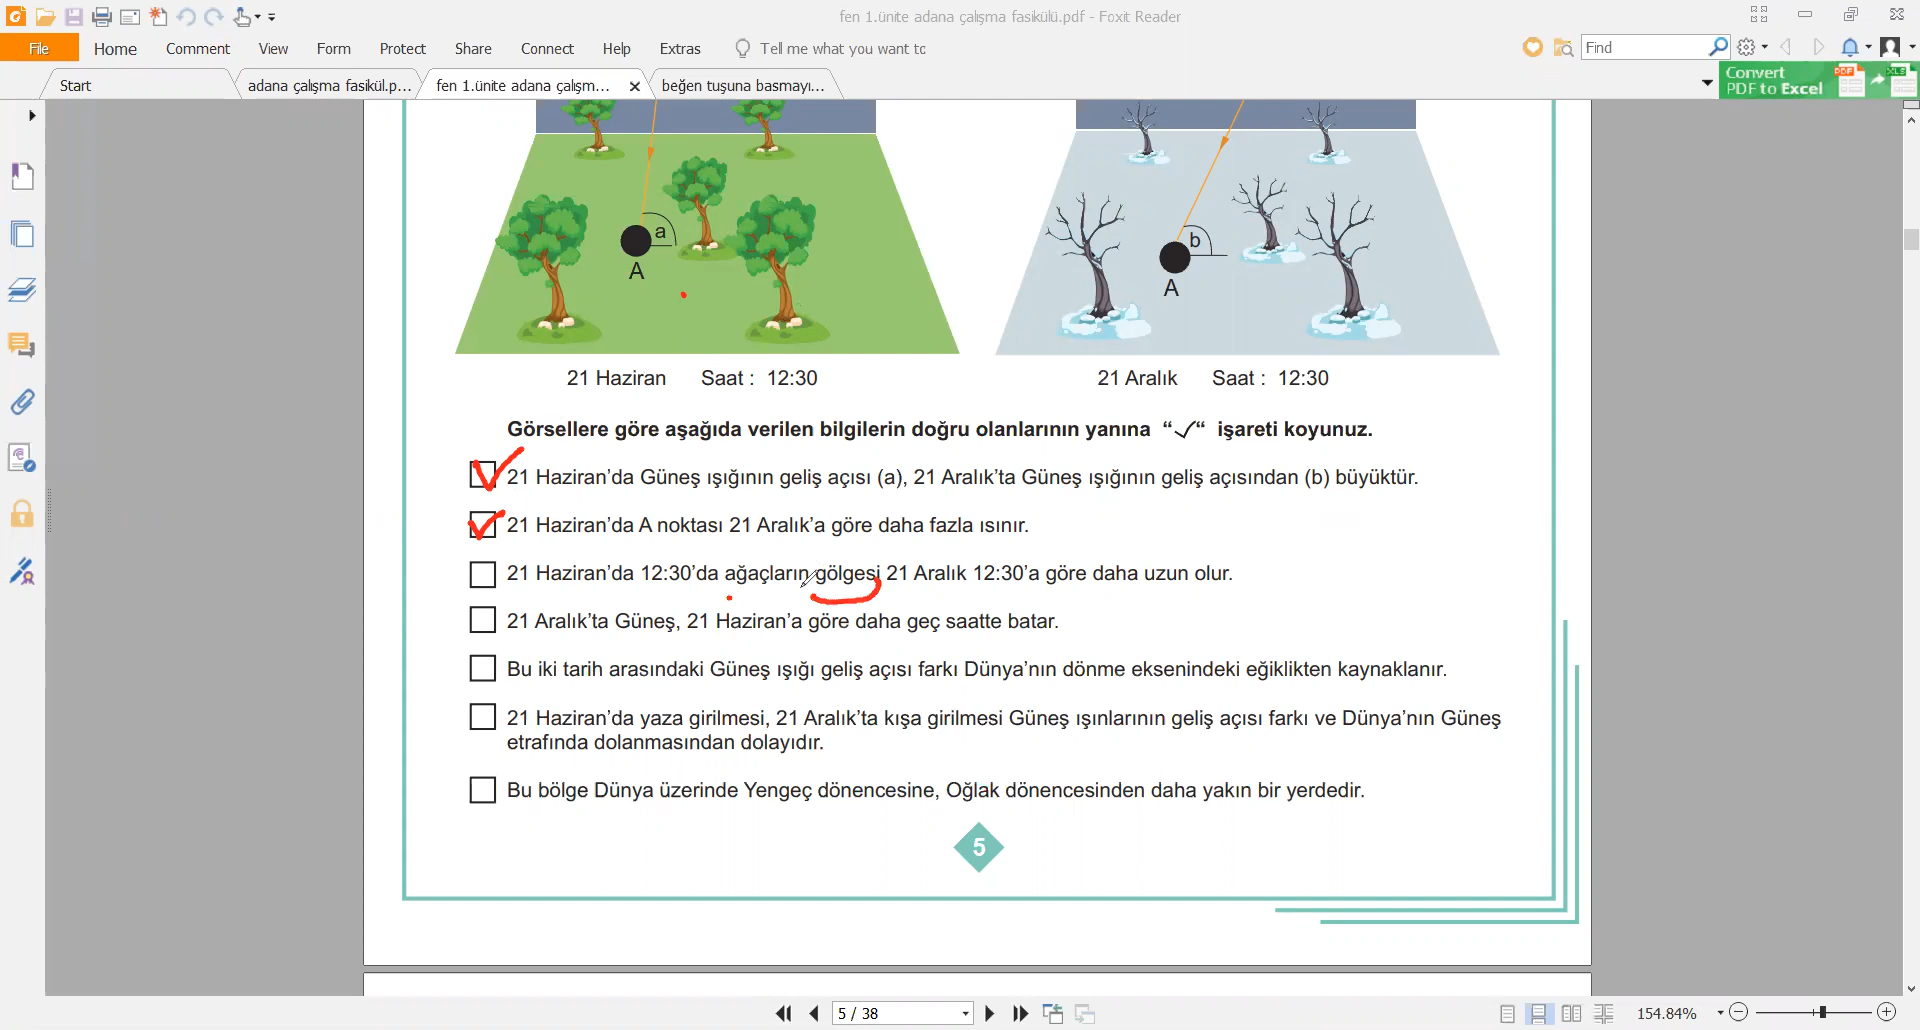 fen 1.ünite adana çalışma fasikülü.pdf - Foxit Reader
File Home Comment View Form Protect Share Connect Help Extras Tell me what you want to Find
Start adana çalışma fasikül.p... fen 1.ünite adana çalışm... beğen tuşuna basmayı...
Convert
PDF to Excel
PDF XLS
a
A
b
A
21 Haziran Saat : 12:30
21 Aralık Saat : 12:30
Görsellere göre aşağıda verilen bilgilerin doğru olanlarının yanına “✓“ işareti koyunuz.
21 Haziran’da Güneş ışığının geliş açısı (a), 21 Aralık’ta Güneş ışığının geliş açısından (b) büyüktür.
21 Haziran’da A noktası 21 Aralık’a göre daha fazla ısınır.
21 Haziran’da 12:30’da ağaçların gölgesi 21 Aralık 12:30’a göre daha uzun olur.
21 Aralık’ta Güneş, 21 Haziran’a göre daha geç saatte batar.
Bu iki tarih arasındaki Güneş ışığı geliş açısı farkı Dünya’nın dönme eksenindeki eğiklikten kaynaklanır.
21 Haziran’da yaza girilmesi, 21 Aralık’ta kışa girilmesi Güneş ışınlarının geliş açısı farkı ve Dünya’nın Güneş
etrafında dolanmasından dolayıdır.
Bu bölge Dünya üzerinde Yengeç dönencesine, Oğlak dönencesinden daha yakın bir yerdedir.
5
5 / 38
154.84%